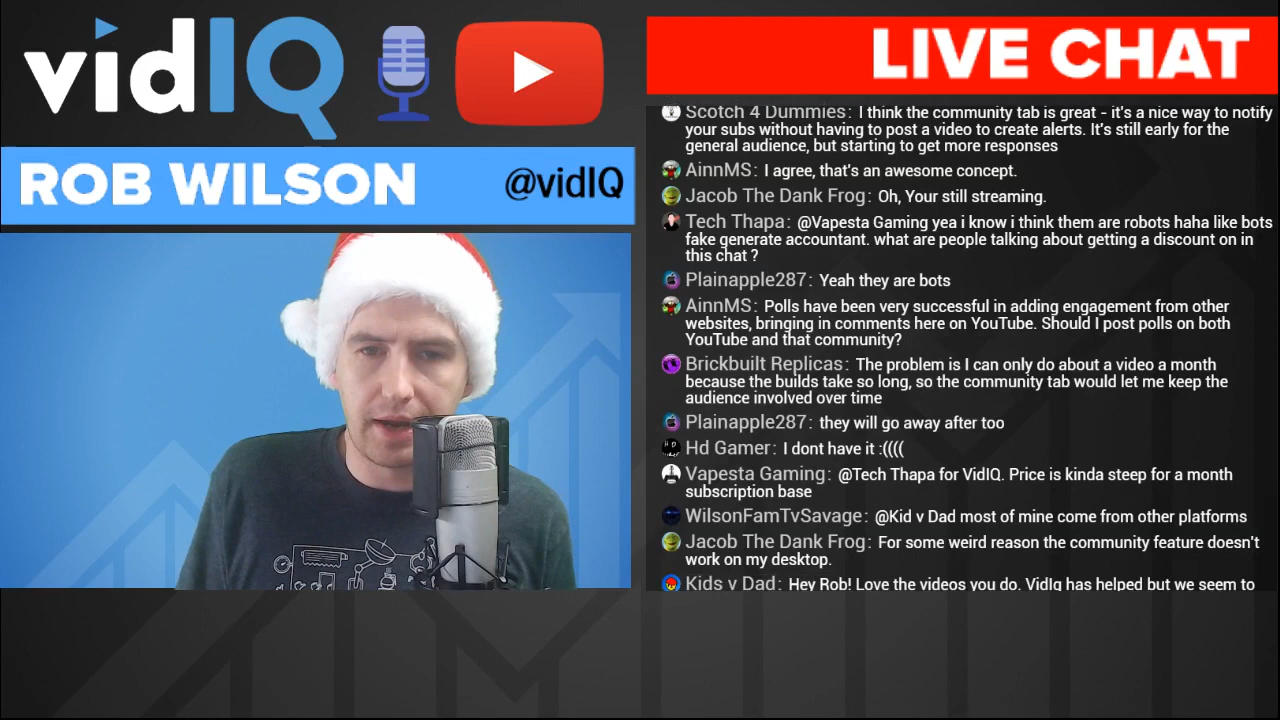 vidIQ
ROB WILSON
@vidIQ
LIVE CHAT
Scotch 4 Dummies: I think the community tab is great - it's a nice way to notify
your subs without having to post a video to create alerts. It's still early for the
general audience, but starting to get more responses
AinnMS: I agree, that's an awesome concept.
Jacob The Dank Frog: Oh, Your still streaming.
Tech Thapa: @Vapesta Gaming yea i know i think them are robots haha like bots
fake generate accountant. what are people talking about getting a discount on in
this chat ?
Plainapple287: Yeah they are bots
AinnMS: Polls have been very successful in adding engagement from other
websites, bringing in comments here on YouTube. Should I post polls on both
YouTube and that community?
Brickbuilt Replicas: The problem is I can only do about a video a month
because the builds take so long, so the community tab would let me keep the
audience involved over time
Plainapple287: they will go away after too
Hd Gamer: I dont have it :((((
Vapesta Gaming: @Tech Thapa for VidIQ. Price is kinda steep for a month
subscription base
WilsonFamTvSavage: @Kid v Dad most of mine come from other platforms
Jacob The Dank Frog: For some weird reason the community feature doesn't
work on my desktop.
Kids v Dad: Hey Rob! Love the videos you do. VidIq has helped but we seem to